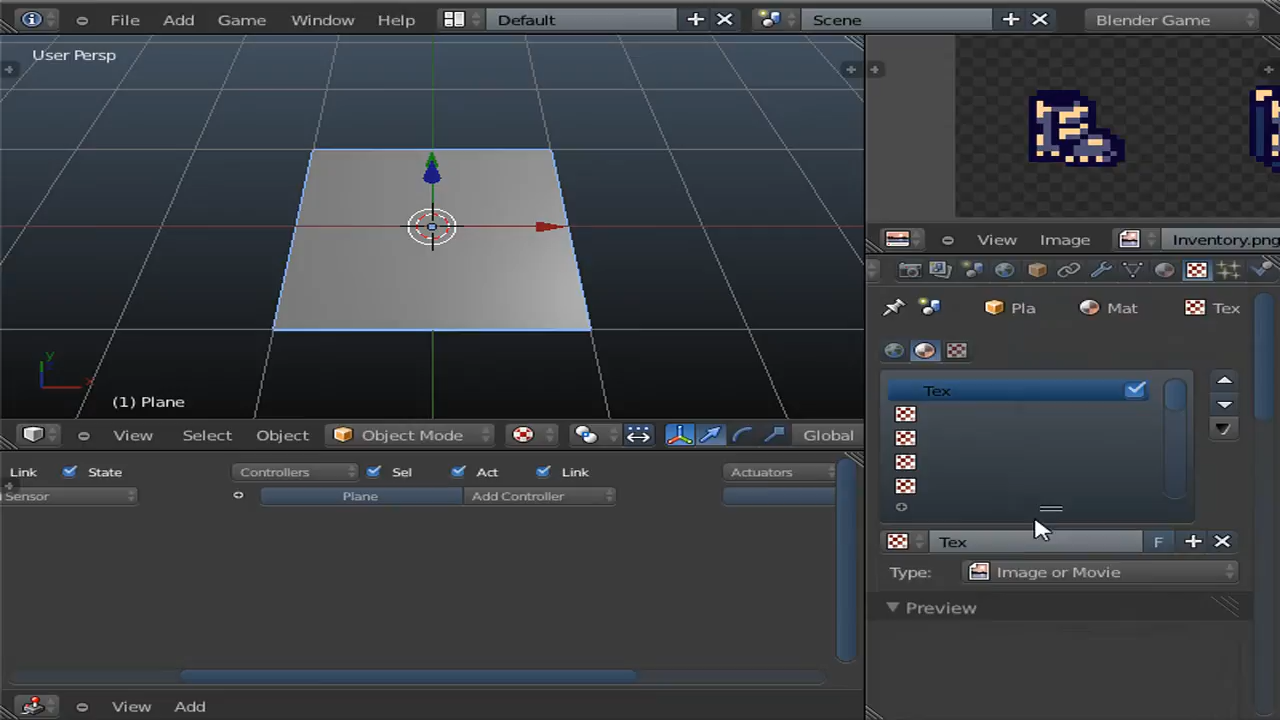 File Add Game Window Help Default Scene Blender Game
User Persp
(1) Plane
View Image Inventory.png
Pla Mat Tex
Tex
View Select Object Object Mode Global
Link State Controllers Sel Act Link Actuators
Sensor Plane Add Controller
Tex F
Type: Image or Movie
Preview
View Add